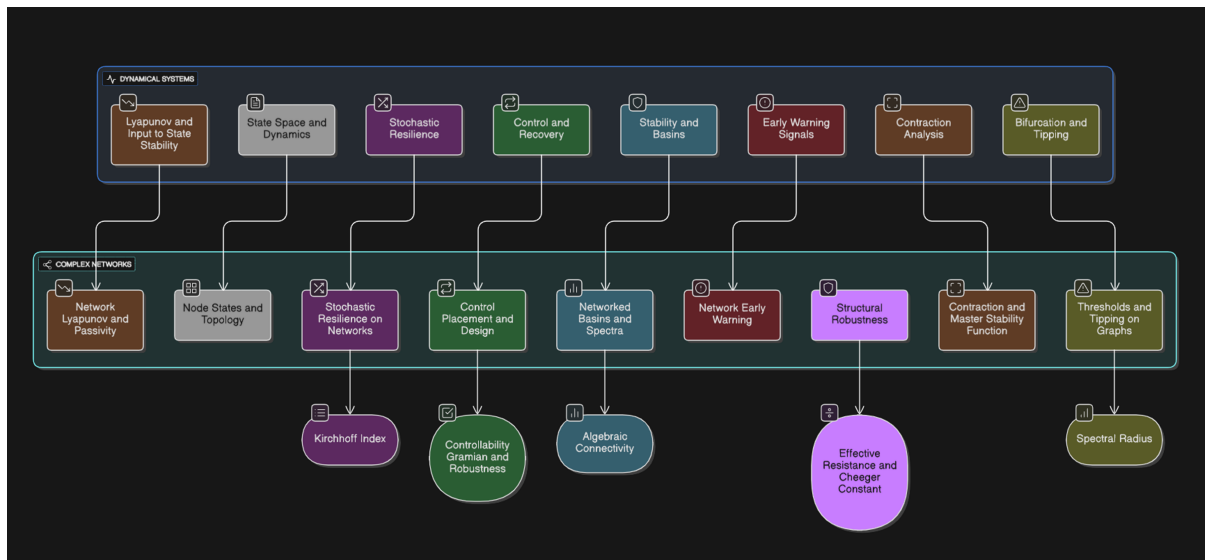 DYNAMICAL SYSTEMS
Lyapunov and
Input to State
Stability
State Space and
Dynamics
Stochastic
Resilience
Control and
Recovery
Stability and
Basins
Early Warning
Signals
Contraction
Analysis
Bifurcation and
Tipping
COMPLEX NETWORKS
Network
Lyapunov and
Passivity
Node States and
Topology
Stochastic
Resilience on
Networks
Control
Placement and
Design
Networked
Basins and
Spectra
Network Early
Warning
Structural
Robustness
Contraction and
Master Stability
Function
Thresholds and
Tipping on
Graphs
Kirchhoff Index
Controllability
Gramian and
Robustness
Algebraic
Connectivity
Effective
Resistance and
Cheeger
Constant
Spectral Radius